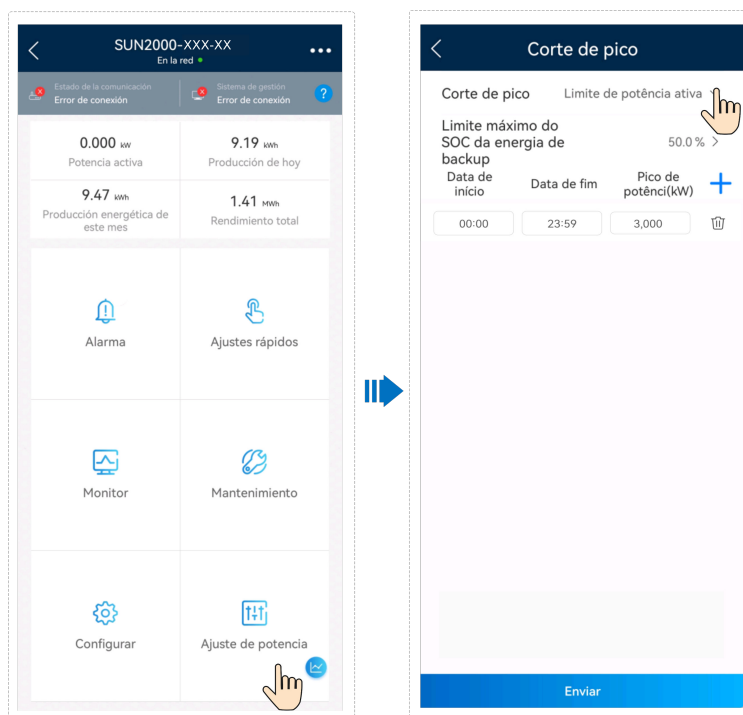 SUN2000-XXX-XX
En la red
Estado de la comunicación
Error de conexión
Sistema de gestión
Error de conexión
?
0.000 kW
Potencia activa
9.19 kWh
Producción de hoy
9.47 kWh
Producción energética de
este mes
1.41 MWh
Rendimiento total
Alarma
Ajustes rápidos
Monitor
Mantenimiento
Configurar
Ajuste de potencia
Corte de pico
Corte de pico
Limite de potência ativa
Limite máximo do
SOC da energia de
backup
50.0 %
Data de
início
Data de fim
Pico de
potênci(kW)
00:00
23:59
3,000
Enviar